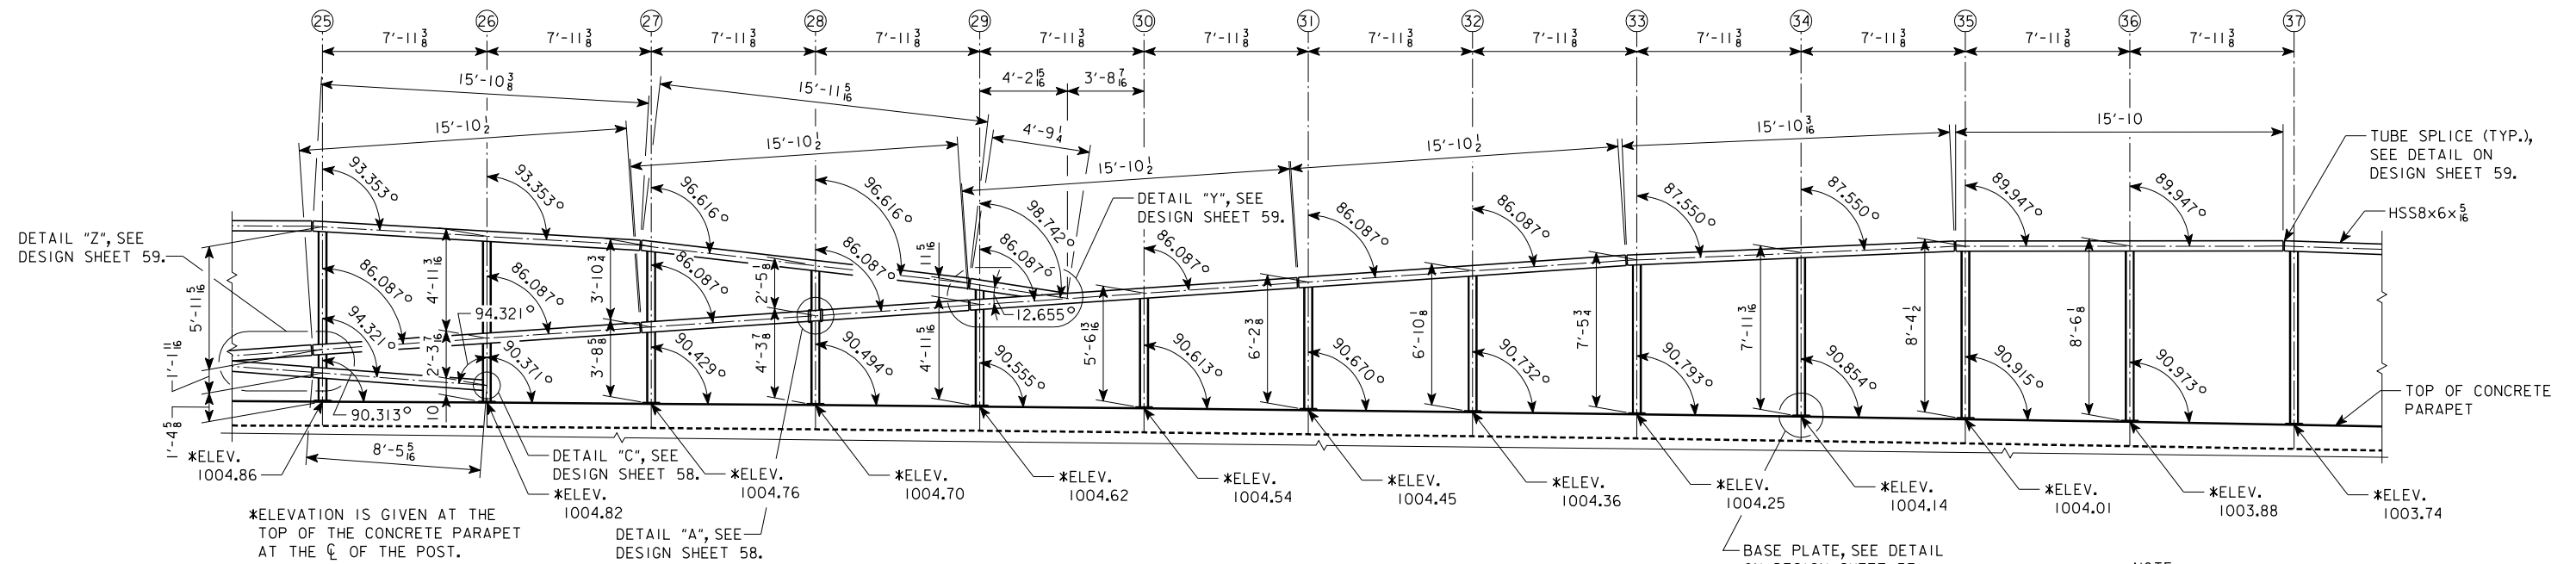 25 26 27 28 29 30 31 32 33 34 35 36 37
7'-11 3/8 7'-11 3/8 7'-11 3/8 7'-11 3/8 7'-11 3/8 7'-11 3/8 7'-11 3/8 7'-11 3/8 7'-11 3/8 7'-11 3/8 7'-11 3/8 7'-11 3/8
15'-10 3/8
15'-11 5/16
4'-2 15/16
3'-8 7/16
15'-10 1/2
15'-10 1/2
4'-9 1/4
15'-10 1/2
15'-10 1/2
15'-10 3/16
15'-10
TUBE SPLICE (TYP.),
SEE DETAIL ON
DESIGN SHEET 59.
HSS8x6x 5/16
93.353°
93.353°
96.616°
96.616°
98.742°
86.087°
86.087°
87.550°
87.550°
89.947°
89.947°
DETAIL "Y", SEE
DESIGN SHEET 59.
DETAIL "Z", SEE
DESIGN SHEET 59.
86.087°
86.087°
86.087°
86.087°
86.087°
86.087°
94.321°
94.321°
12.655°
5'-11 5/16
1'-1 11/16
1'-4 5/8
4'-11 3/16
2'-3 7/16
10
3'-10 3/4
3'-8 5/8
2'-5 1/8
4'-3 7/8
11 5/16
4'-11 5/16
5'-6 13/16
6'-2 3/8
6'-10 1/8
7'-5 3/4
7'-11 3/16
8'-4 1/2
8'-6 1/8
90.313°
90.371°
90.429°
90.494°
90.555°
90.613°
90.670°
90.732°
90.793°
90.854°
90.915°
90.973°
TOP OF CONCRETE
PARAPET
8'-5 5/16
*ELEV.
1004.86
*ELEV.
1004.82
*ELEV.
1004.76
*ELEV.
1004.70
*ELEV.
1004.62
*ELEV.
1004.54
*ELEV.
1004.45
*ELEV.
1004.36
*ELEV.
1004.25
*ELEV.
1004.14
*ELEV.
1004.01
*ELEV.
1003.88
*ELEV.
1003.74
DETAIL "C", SEE
DESIGN SHEET 58.
*ELEVATION IS GIVEN AT THE
TOP OF THE CONCRETE PARAPET
AT THE ℄ OF THE POST.
DETAIL "A", SEE
DESIGN SHEET 58.
BASE PLATE, SEE DETAIL